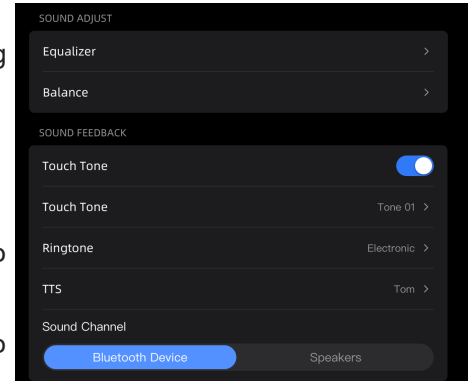 SOUND ADJUST
Equalizer
Balance
SOUND FEEDBACK
Touch Tone
Touch Tone Tone 01
Ringtone Electronic
TTS Tom
Sound Channel
Bluetooth Device Speakers